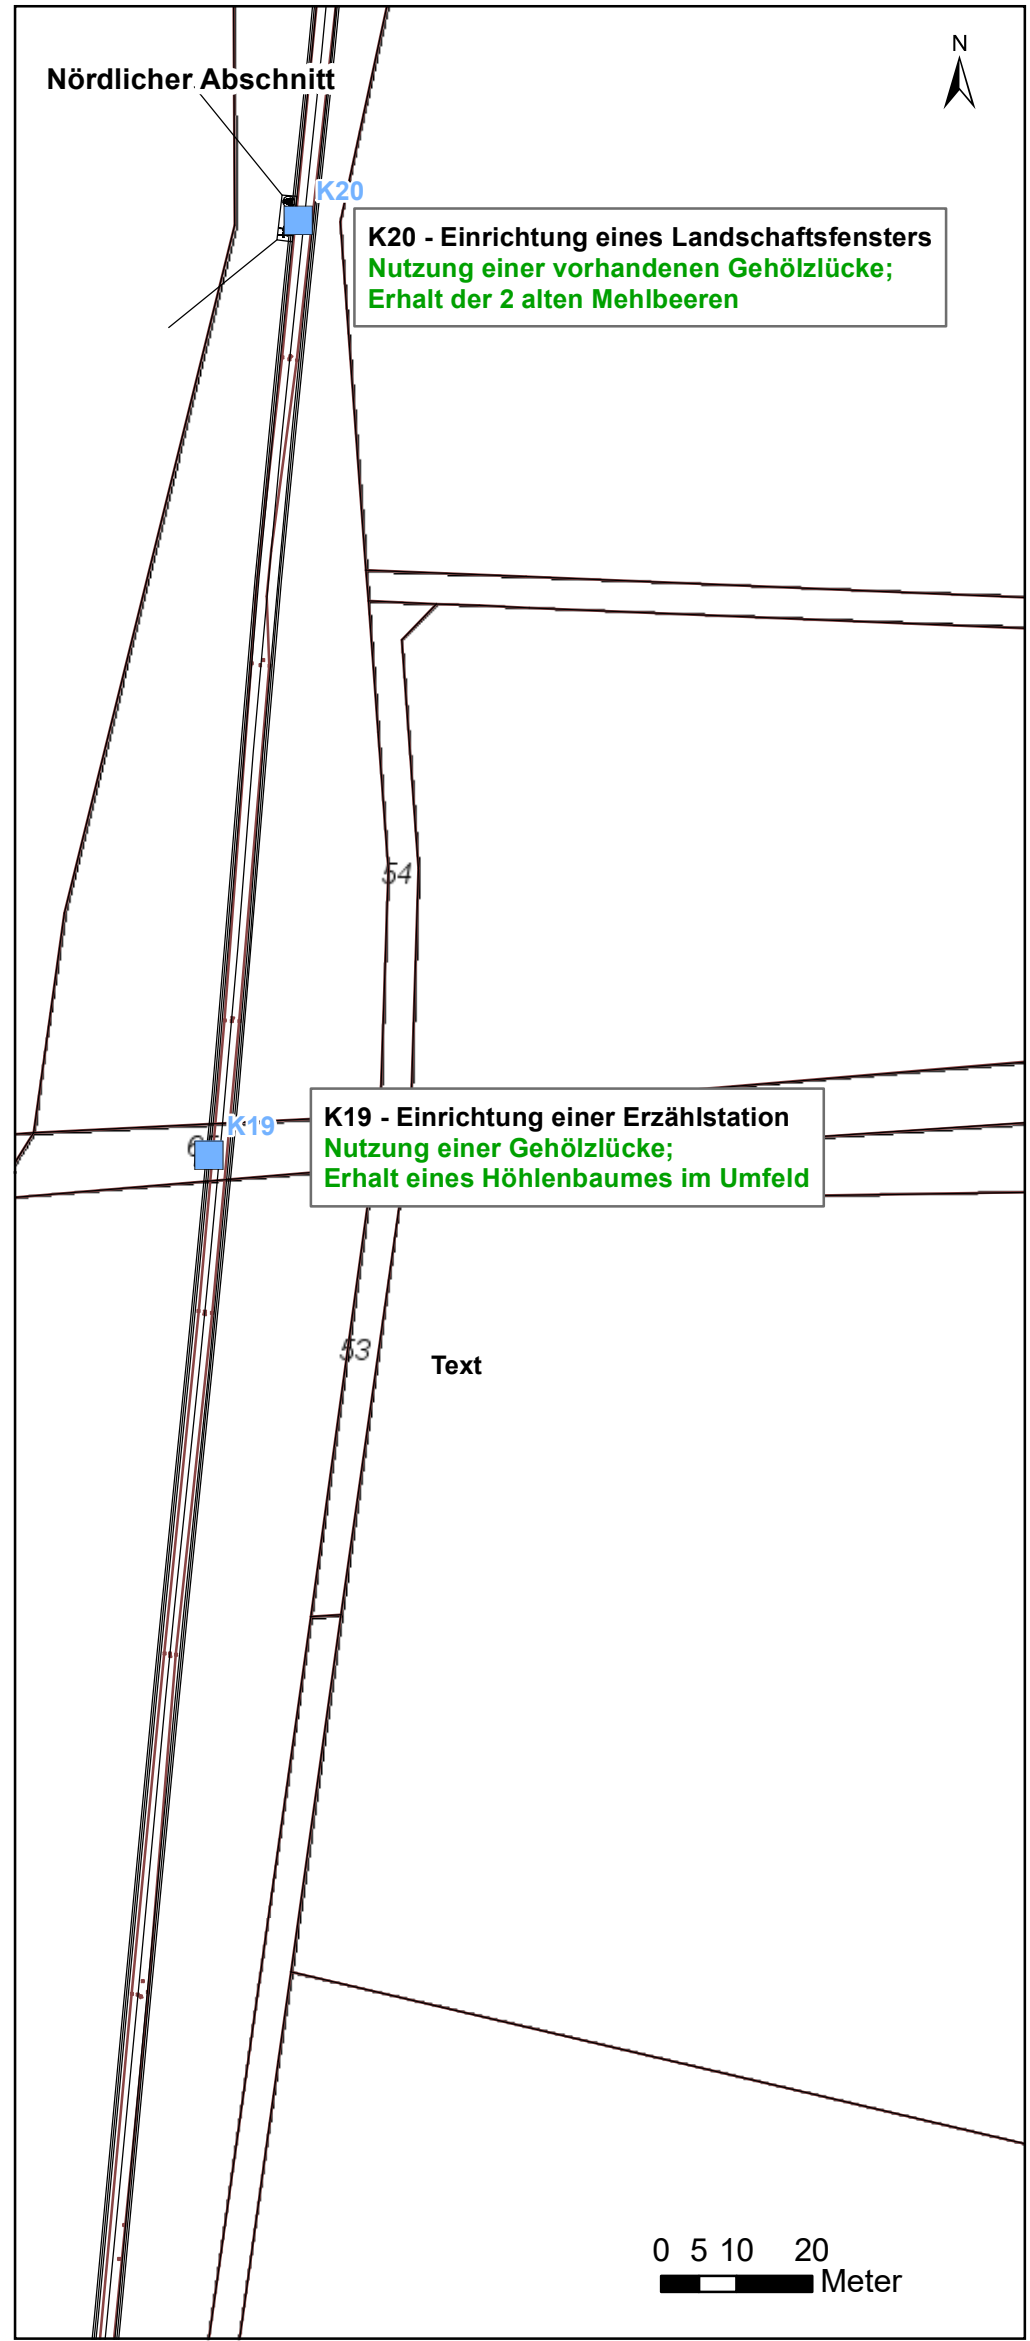 N
Nördlicher Abschnitt
K20
K20 - Einrichtung eines Landschaftsfensters
Nutzung einer vorhandenen Gehölzlücke;
Erhalt der 2 alten Mehlbeeren
54
K19
K19 - Einrichtung einer Erzählstation
Nutzung einer Gehölzlücke;
Erhalt eines Höhlenbaumes im Umfeld
53
Text
0 5 10 20
Meter